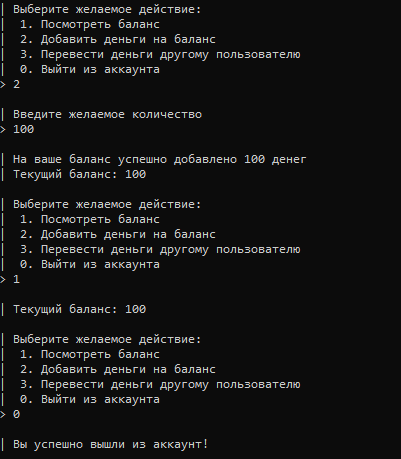 | Выберите желаемое действие:
|  1. Посмотреть баланс
|  2. Добавить деньги на баланс
|  3. Перевести деньги другому пользователю
|  0. Выйти из аккаунта
> 2
| Введите желаемое количество
> 100
| На ваше баланс успешно добавлено 100 денег
| Текущий баланс: 100
| Выберите желаемое действие:
|  1. Посмотреть баланс
|  2. Добавить деньги на баланс
|  3. Перевести деньги другому пользователю
|  0. Выйти из аккаунта
> 1
| Текущий баланс: 100
| Выберите желаемое действие:
|  1. Посмотреть баланс
|  2. Добавить деньги на баланс
|  3. Перевести деньги другому пользователю
|  0. Выйти из аккаунта
> 0
| Вы успешно вышли из аккаунт!